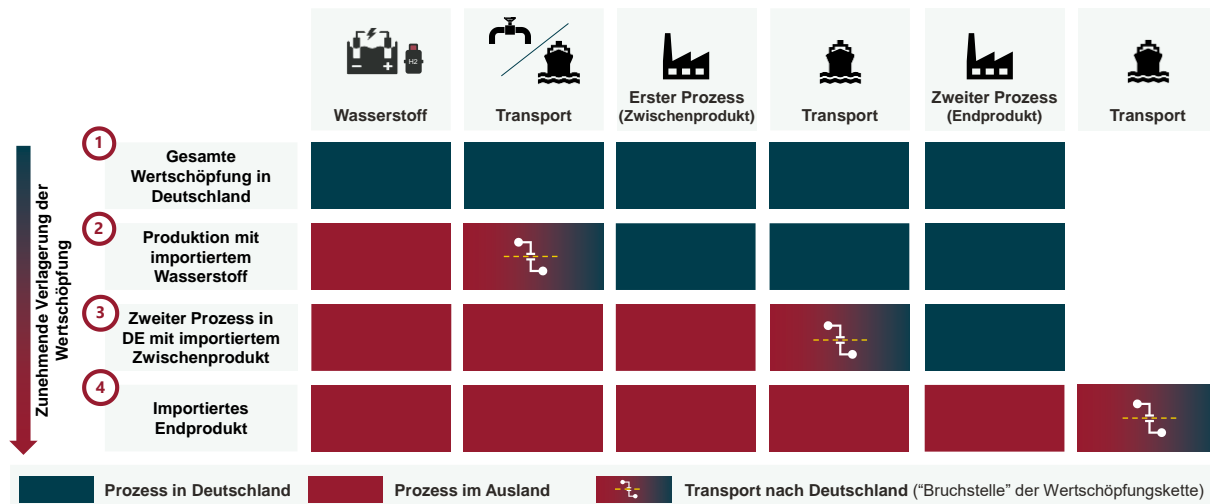 H2
Wasserstoff
Transport
Erster Prozess
(Zwischenprodukt)
Transport
Zweiter Prozess
(Endprodukt)
Transport
Zunehmende Verlagerung der
Wertschöpfung
1
Gesamte
Wertschöpfung in
Deutschland
2
Produktion mit
importiertem
Wasserstoff
3
Zweiter Prozess in
DE mit importiertem
Zwischenprodukt
4
Importiertes
Endprodukt
Prozess in Deutschland
Prozess im Ausland
Transport nach Deutschland (“Bruchstelle” der Wertschöpfungskette)